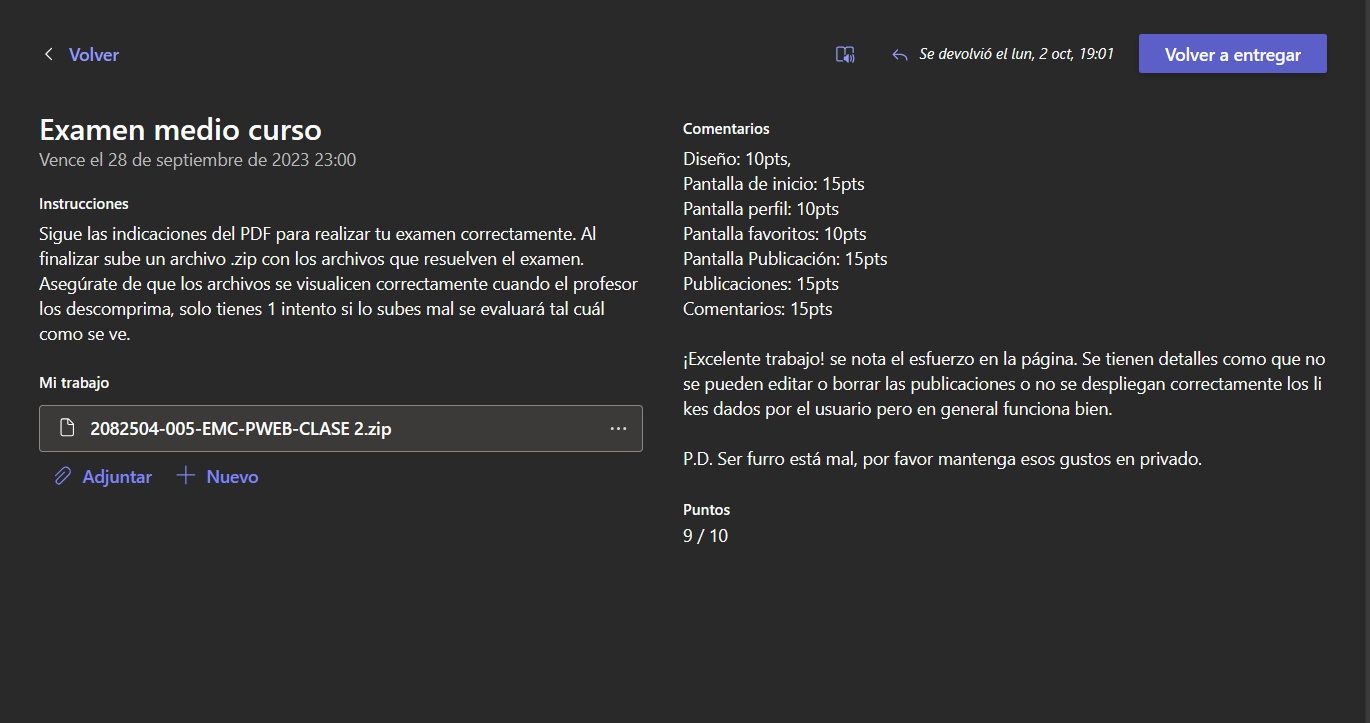 Volver
Se devolvió el lun, 2 oct, 19:01
Volver a entregar
Examen medio curso
Vence el 28 de septiembre de 2023 23:00
Instrucciones
Sigue las indicaciones del PDF para realizar tu examen correctamente. Al
finalizar sube un archivo .zip con los archivos que resuelven el examen.
Asegúrate de que los archivos se visualicen correctamente cuando el profesor
los descomprima, solo tienes 1 intento si lo subes mal se evaluará tal cuál
como se ve.
Mi trabajo
2082504-005-EMC-PWEB-CLASE 2.zip
Adjuntar
Nuevo
Comentarios
Diseño: 10pts,
Pantalla de inicio: 15pts
Pantalla perfil: 10pts
Pantalla favoritos: 10pts
Pantalla Publicación: 15pts
Publicaciones: 15pts
Comentarios: 15pts
¡Excelente trabajo! se nota el esfuerzo en la página. Se tienen detalles como que no
se pueden editar o borrar las publicaciones o no se despliegan correctamente los li
kes dados por el usuario pero en general funciona bien.
P.D. Ser furro está mal, por favor mantenga esos gustos en privado.
Puntos
9 / 10